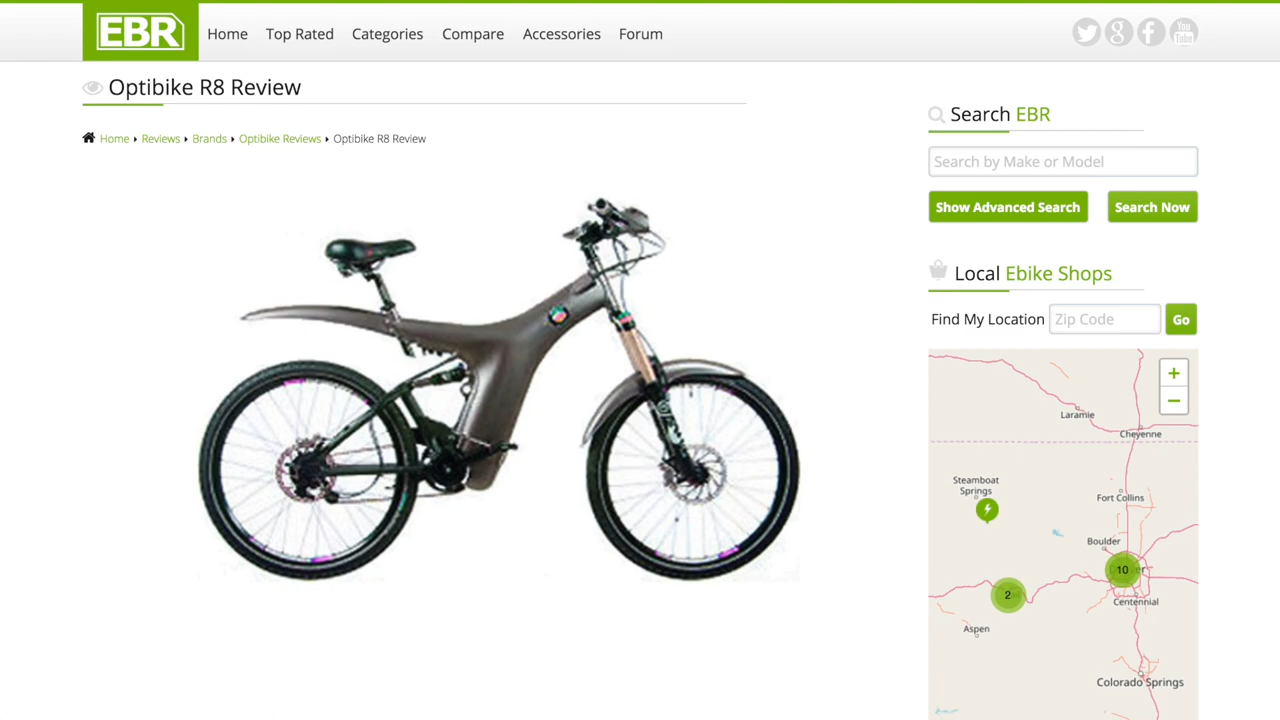 EBR
Home Top Rated Categories Compare Accessories Forum
You Tube
Optibike R8 Review
Home Reviews Brands Optibike Reviews Optibike R8 Review
Search EBR
Search by Make or Model
Show Advanced Search Search Now
Local Ebike Shops
Find My Location Zip Code Go
+
−
Laramie
Cheyenne
Steamboat
Springs
Fort Collins
Boulder
10
2
Centennial
Aspen
Colorado Springs